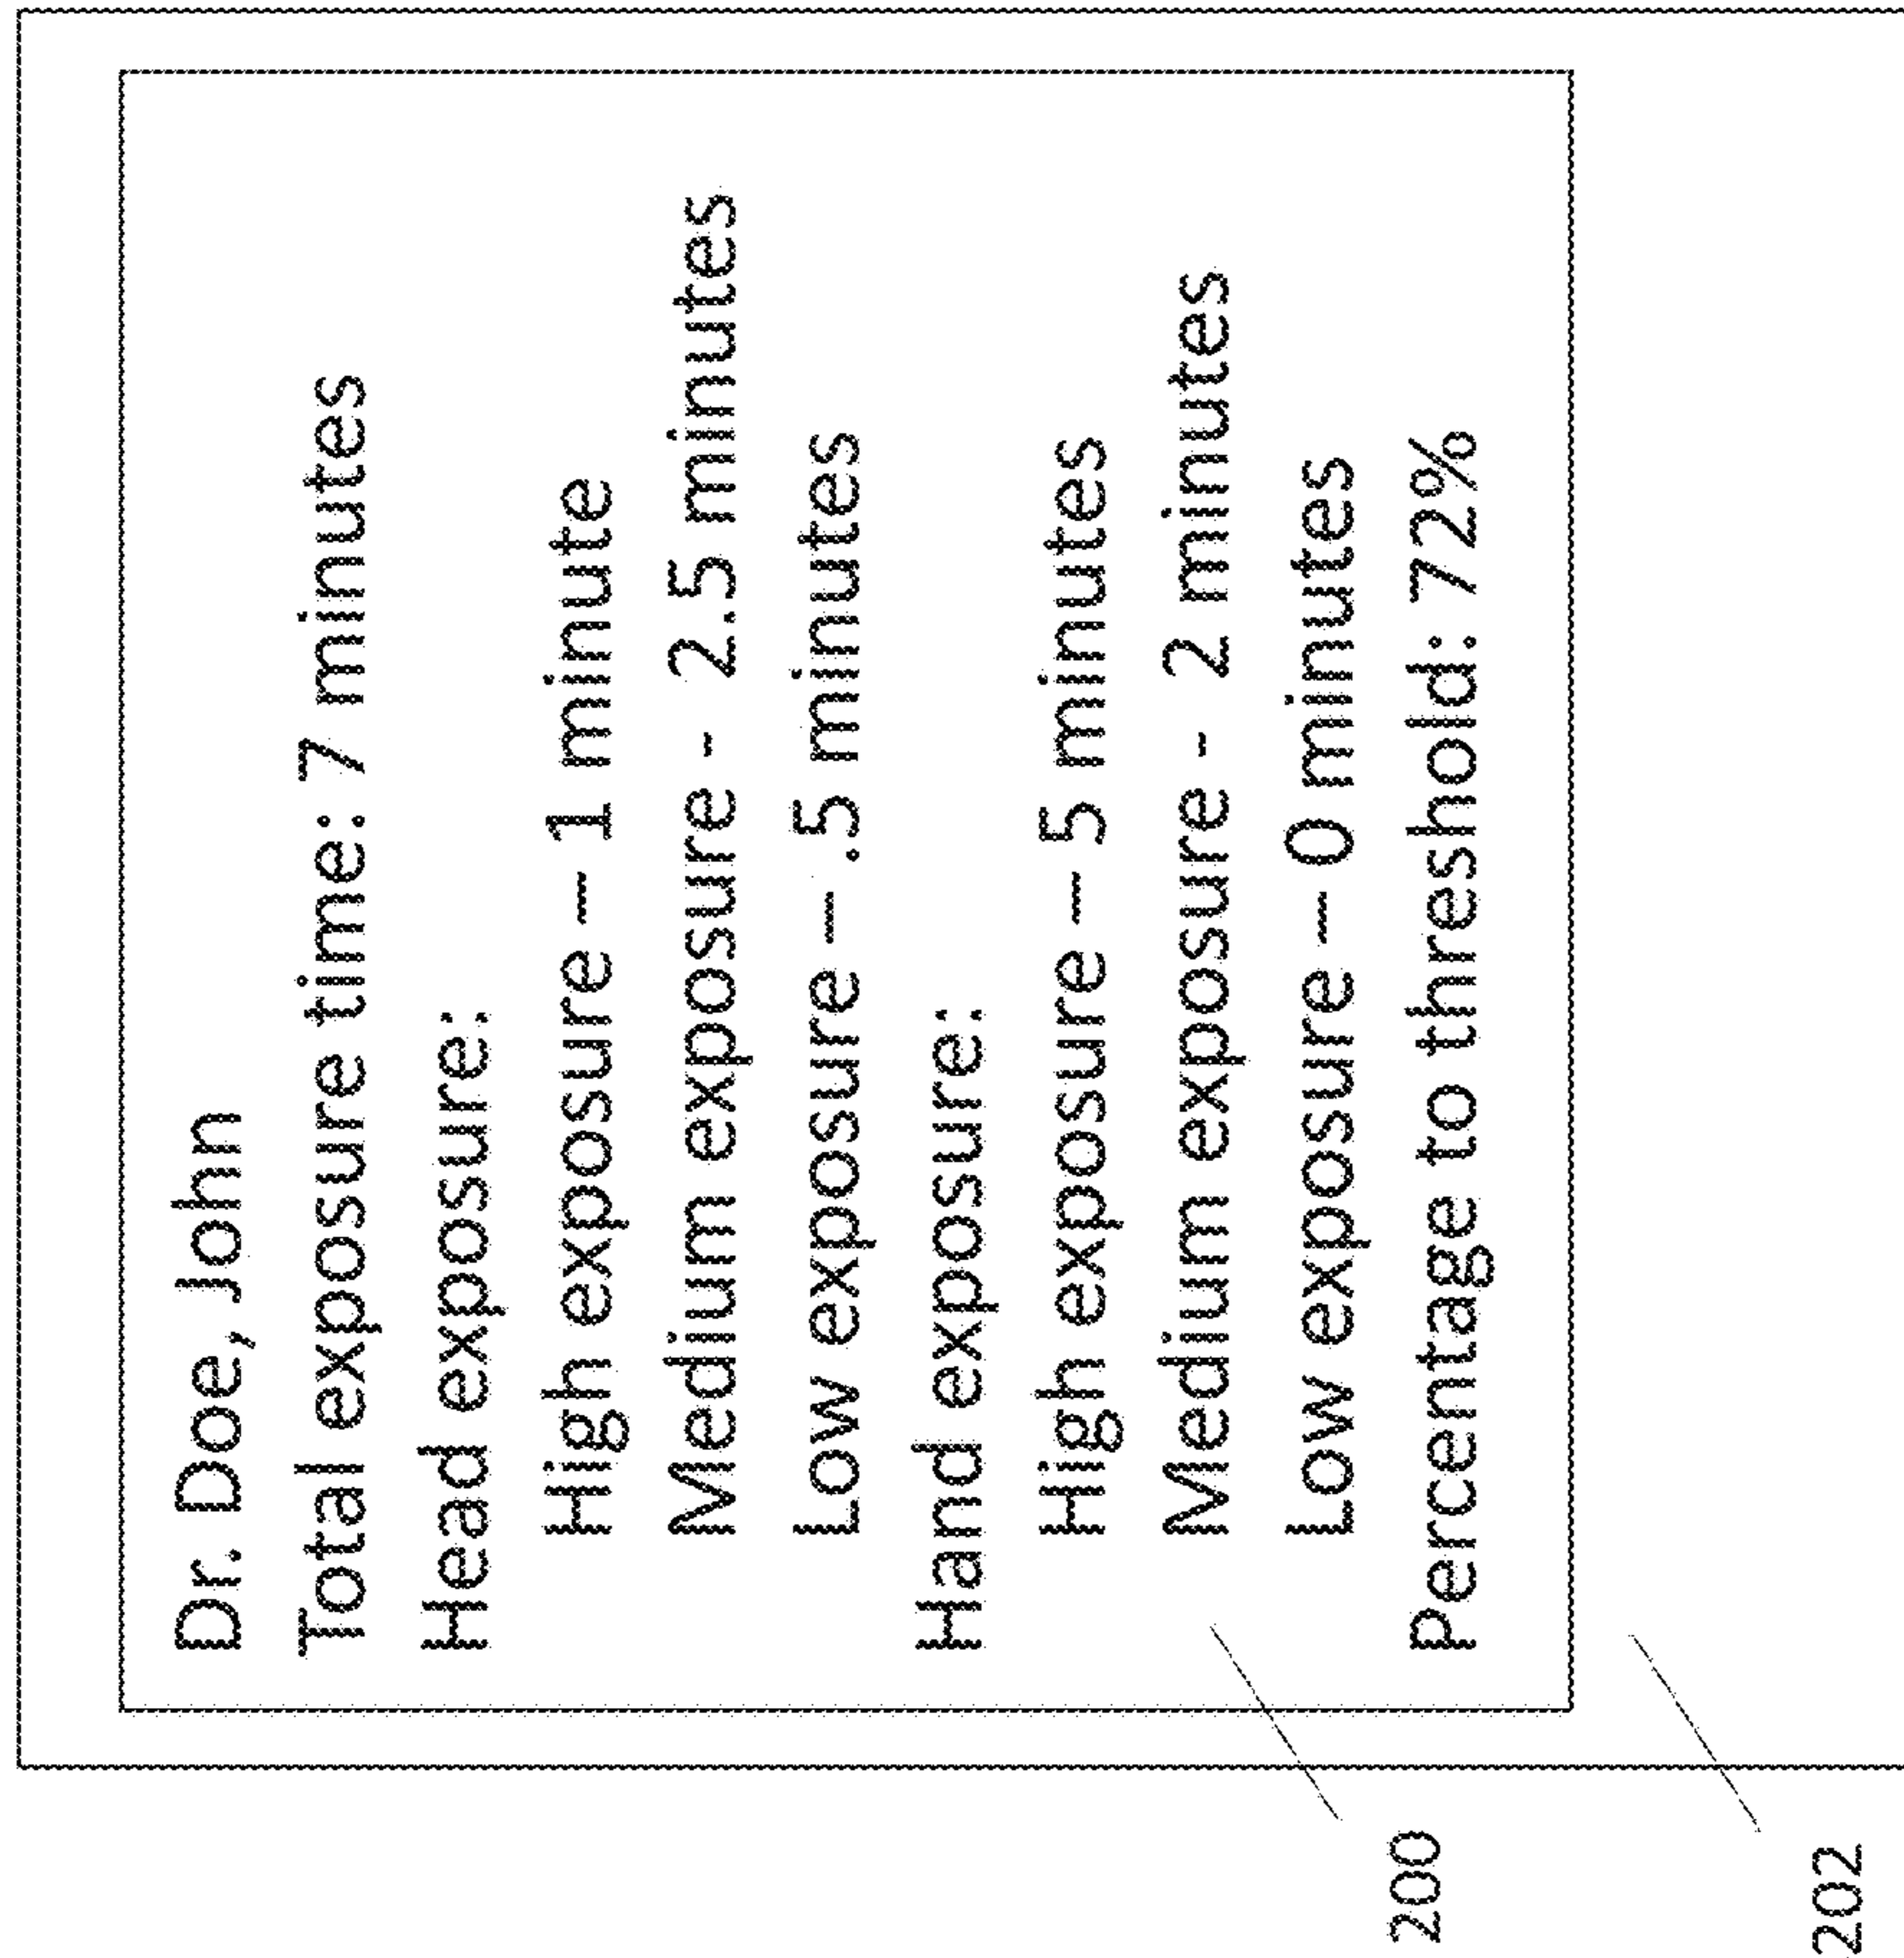 Dr. Doe, John
Total exposure time: 7 minutes
Head exposure:
High exposure – 1 minute
Medium exposure - 2.5 minutes
Low exposure – .5 minutes
Hand exposure:
High exposure – 5 minutes
Medium exposure - 2 minutes
Low exposure – 0 minutes
Percentage to threshold: 72%
200
202